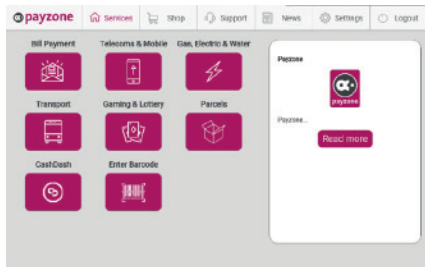 payzone Services Shop Support News Settings Logout
Bill Payment Telecoms & Mobile Gas, Electric & Water
Payzone
payzone
Transport Gaming & Lottery Parcels
Payzone...
Read more
CashDash Enter Barcode